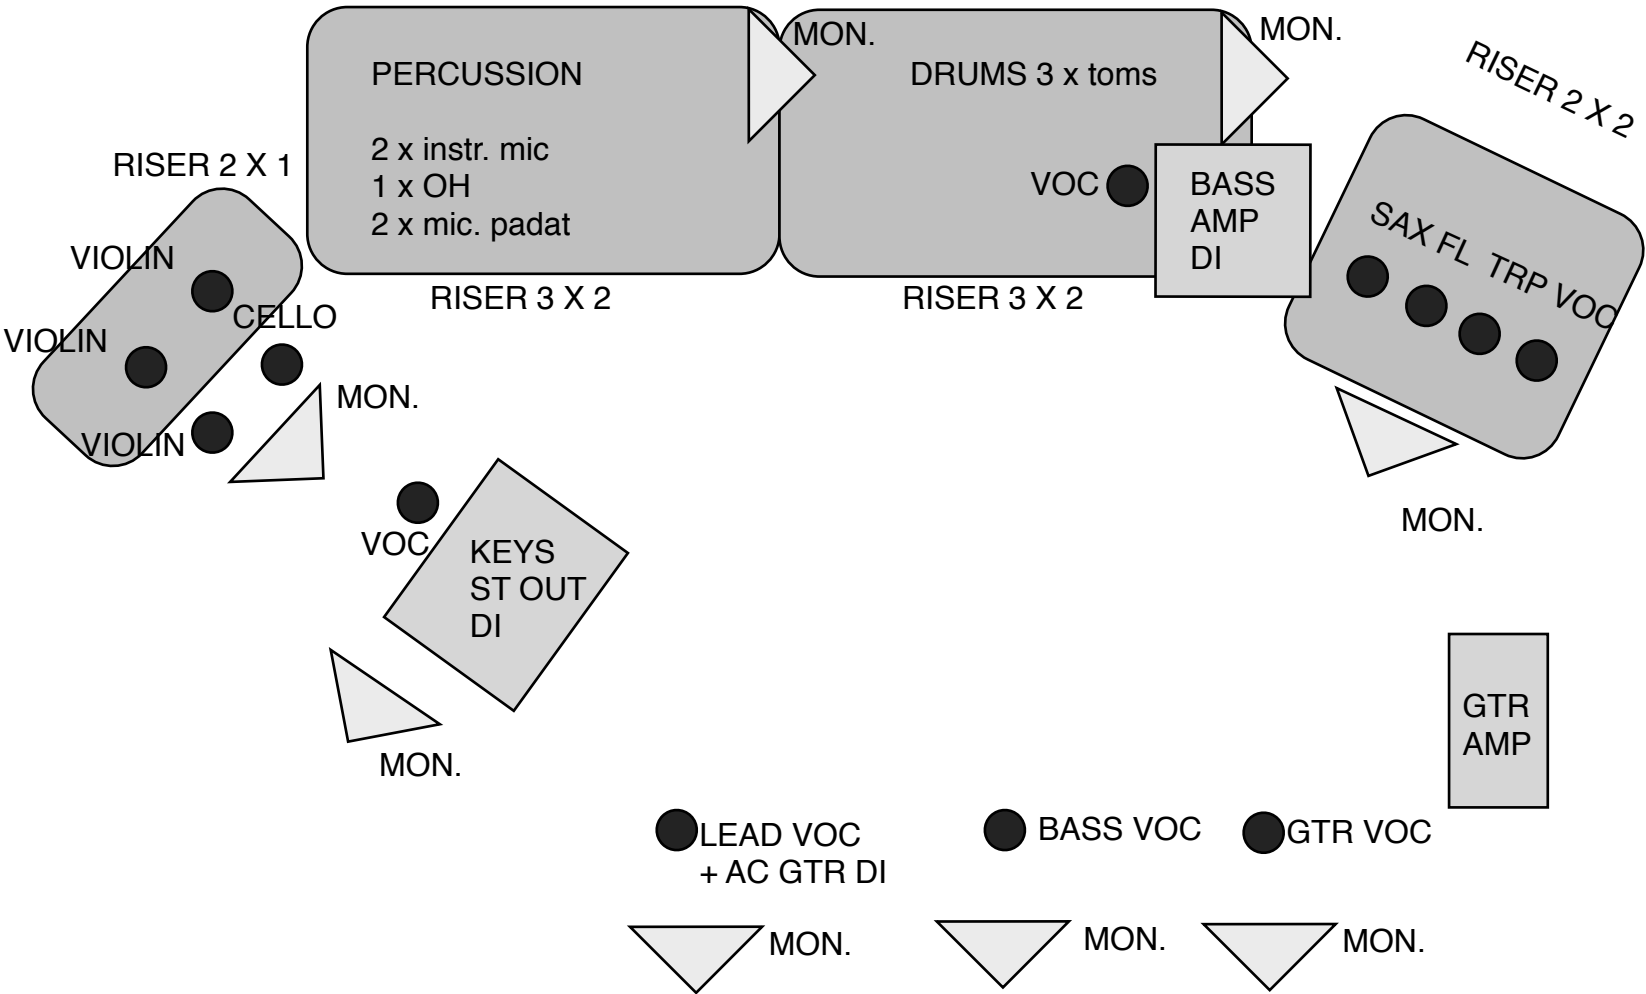 MON.
MON.
RISER 2 X 2
PERCUSSION
2 x instr. mic
1 x OH
2 x mic. padat
DRUMS 3 x toms
VOC
BASS
AMP
DI
SAX FL TRP VOC
RISER 2 X 1
RISER 3 X 2
RISER 3 X 2
VIOLIN
CELLO
VIOLIN
VIOLIN
MON.
MON.
VOC
KEYS
ST OUT
DI
MON.
GTR
AMP
LEAD VOC
+ AC GTR DI
BASS VOC
GTR VOC
MON.
MON.
MON.